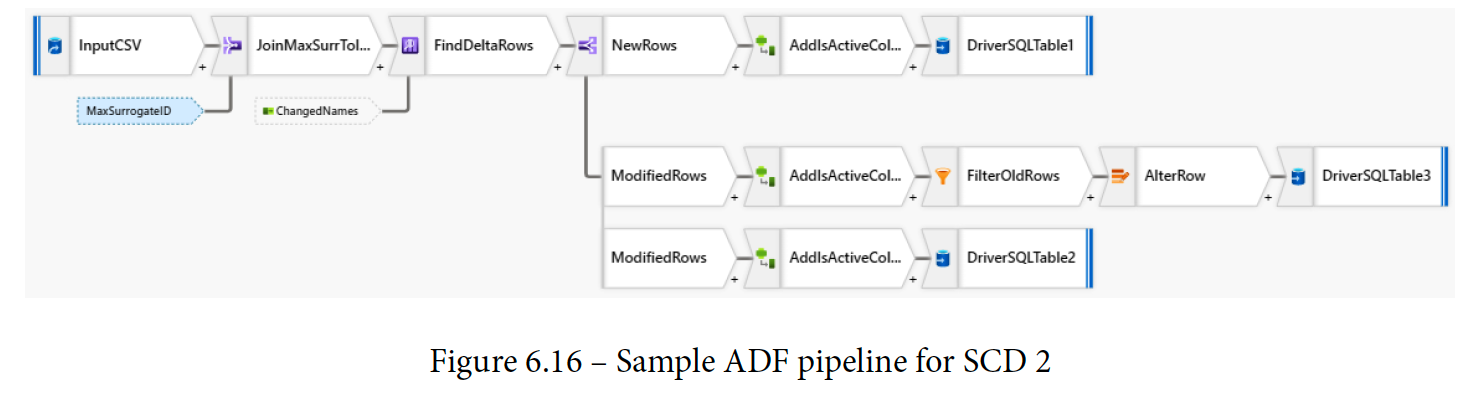 InputCSV
JoinMaxSurrToI...
FindDeltaRows
NewRows
AddIsActiveCol...
DriverSQLTable1
MaxSurrogateID
ChangedNames
ModifiedRows
AddIsActiveCol...
FilterOldRows
AlterRow
DriverSQLTable3
ModifiedRows
AddIsActiveCol...
DriverSQLTable2
Figure 6.16 – Sample ADF pipeline for SCD 2